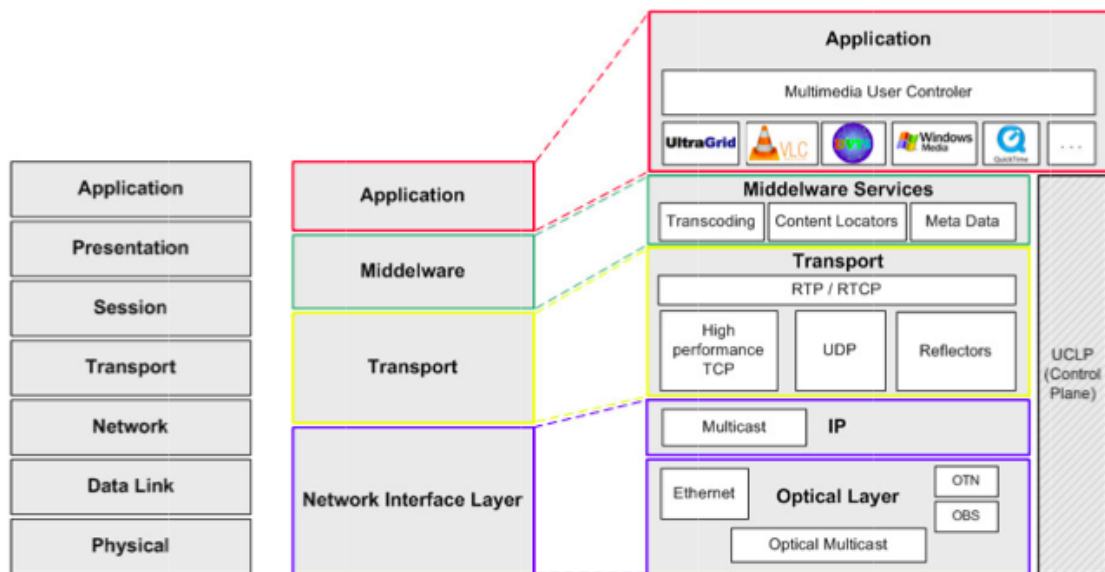 Application
Presentation
Session
Transport
Network
Data Link
Physical
Application
Middelware
Transport
Network Interface Layer
Application
Multimedia User Controler
UltraGrid
VLC
Windows
Media
QuickTime
. . .
Middelware Services
Transcoding
Content Locators
Meta Data
Transport
RTP / RTCP
High
performance
TCP
UDP
Reflectors
Multicast
IP
Ethernet
Optical Layer
OTN
OBS
Optical Multicast
UCLP
(Control
Plane)